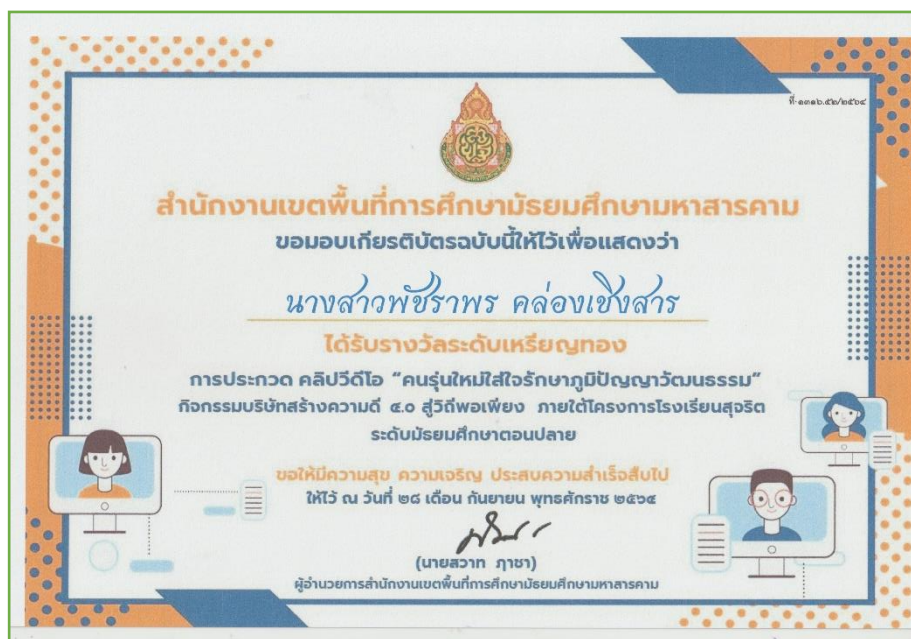 ที่ ๑๓๑๖.๕๒/๒๕๖๔
สำนักงานเขตพื้นที่การศึกษามัธยมศึกษามหาสารคาม
ขอมอบเกียรติบัตรฉบับนี้ให้ไว้เพื่อแสดงว่า
นางสาวพัชราพร คล่องเชิงสาร
ได้รับรางวัลระดับเหรียญทอง
การประกวด คลิปวีดีโอ “คนรุ่นใหม่ใส่ใจรักษาภูมิปัญญาวัฒนธรรม”
กิจกรรมบริษัทสร้างความดี ๔.๐ สู่วิถีพอเพียง ภายใต้โครงการโรงเรียนสุจริต
ระดับมัธยมศึกษาตอนปลาย
ขอให้มีความสุข ความเจริญ ประสบความสำเร็จสืบไป
ให้ไว้ ณ วันที่ ๒๘ เดือน กันยายน พุทธศักราช ๒๕๖๔
(นายสวาท ฦาชา)
ผู้อำนวยการสำนักงานเขตพื้นที่การศึกษามัธยมศึกษามหาสารคาม